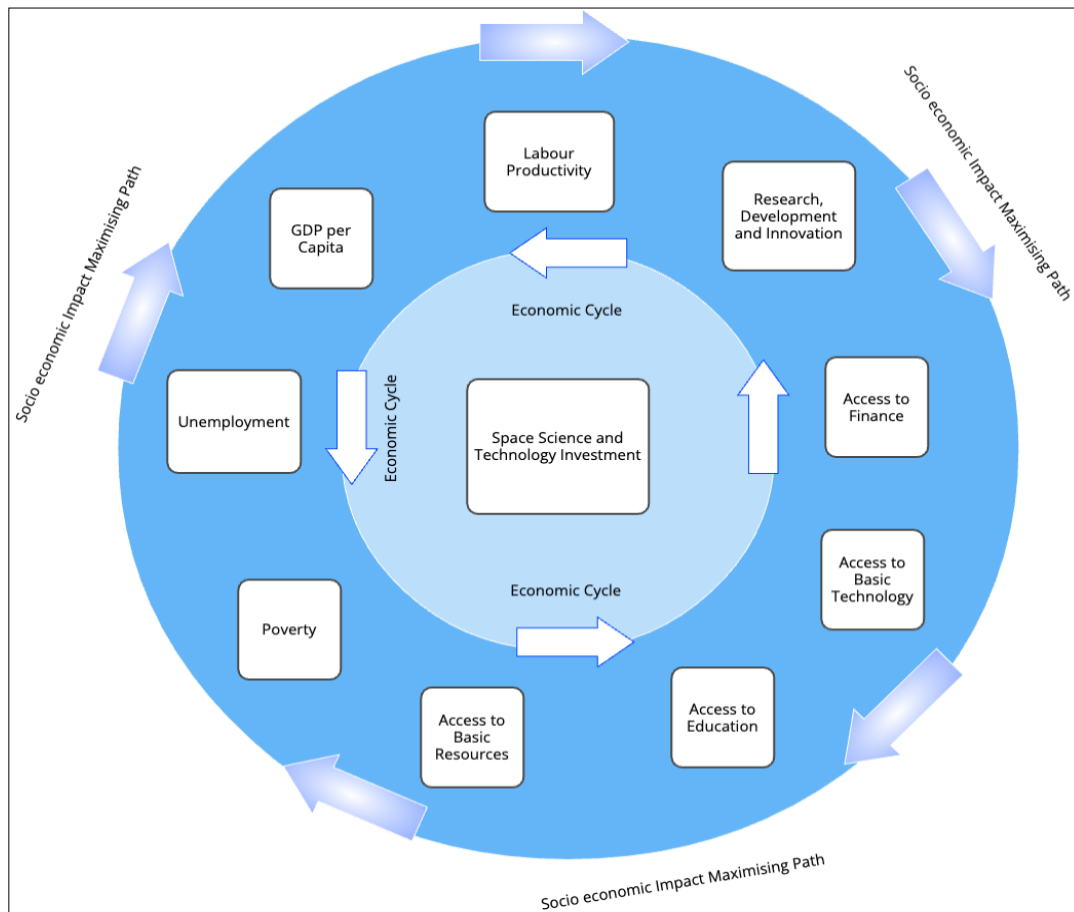 Socio economic Impact Maximising Path
Labour
Productivity
Research,
Development
and Innovation
GDP per
Capita
Socio economic Impact Maximising Path
Economic Cycle
Access to
Finance
Unemployment
Economic Cycle
Space Science and
Technology Investment
Access to
Basic
Technology
Economic Cycle
Poverty
Access to
Education
Access to
Basic
Resources
Socio economic Impact Maximising Path